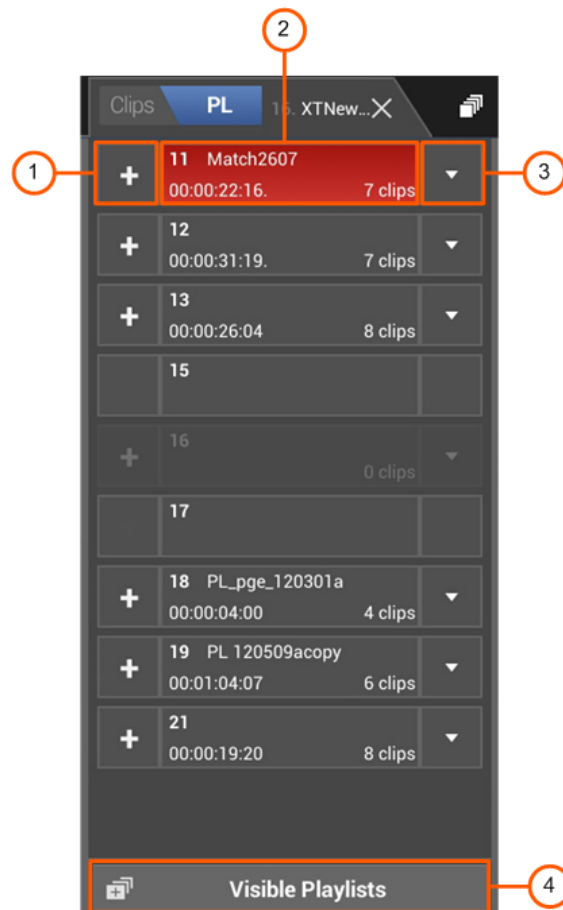 2
Clips PL 16. XTNew...
1
11 Match2607
3
00:00:22:16. 7 clips
12
00:00:31:19. 7 clips
13
00:00:26:04 8 clips
15
16
0 clips
17
18 PL_pge_120301a
00:00:04:00 4 clips
19 PL 120509acopy
00:01:04:07 6 clips
21
00:00:19:20 8 clips
Visible Playlists
4